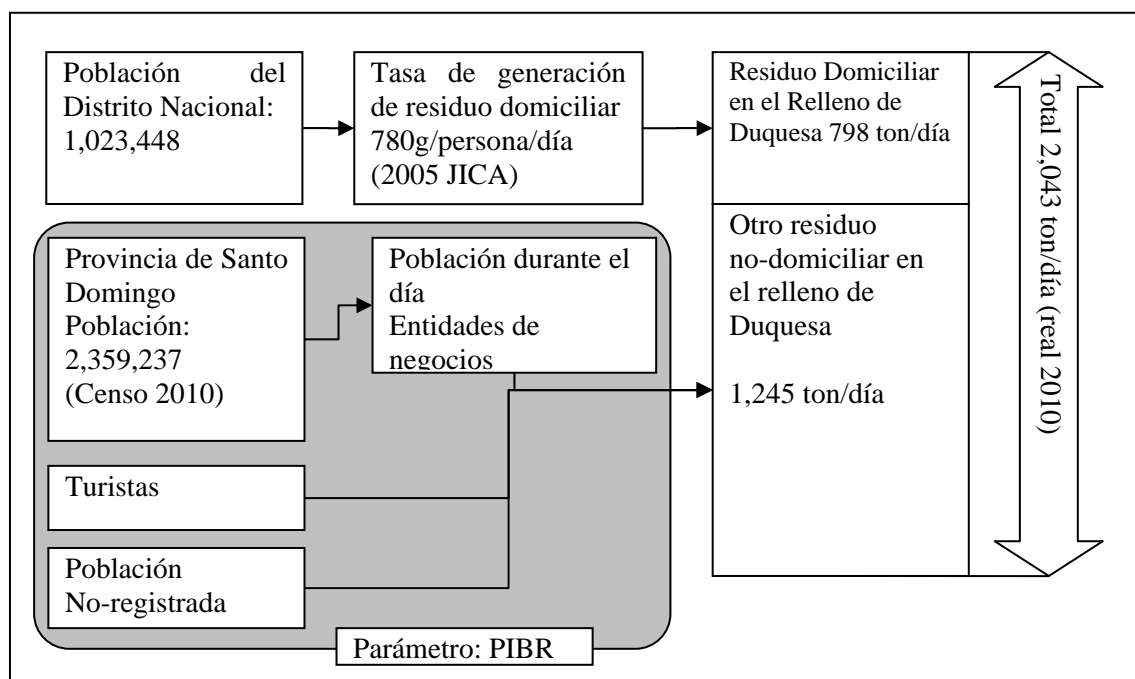 Población del
Distrito Nacional:
1,023,448
Tasa de generación
de residuo domiciliar
780g/persona/día
(2005 JICA)
Residuo Domiciliar
en el Relleno de
Duquesa 798 ton/día
Total 2,043 ton/día (real 2010)
Provincia de Santo
Domingo
Población:
2,359,237
(Censo 2010)
Población durante el
día
Entidades de
negocios
Otro residuo
no-domiciliar en
el relleno de
Duquesa
1,245 ton/día
Turistas
Población
No-registrada
Parámetro: PIBR